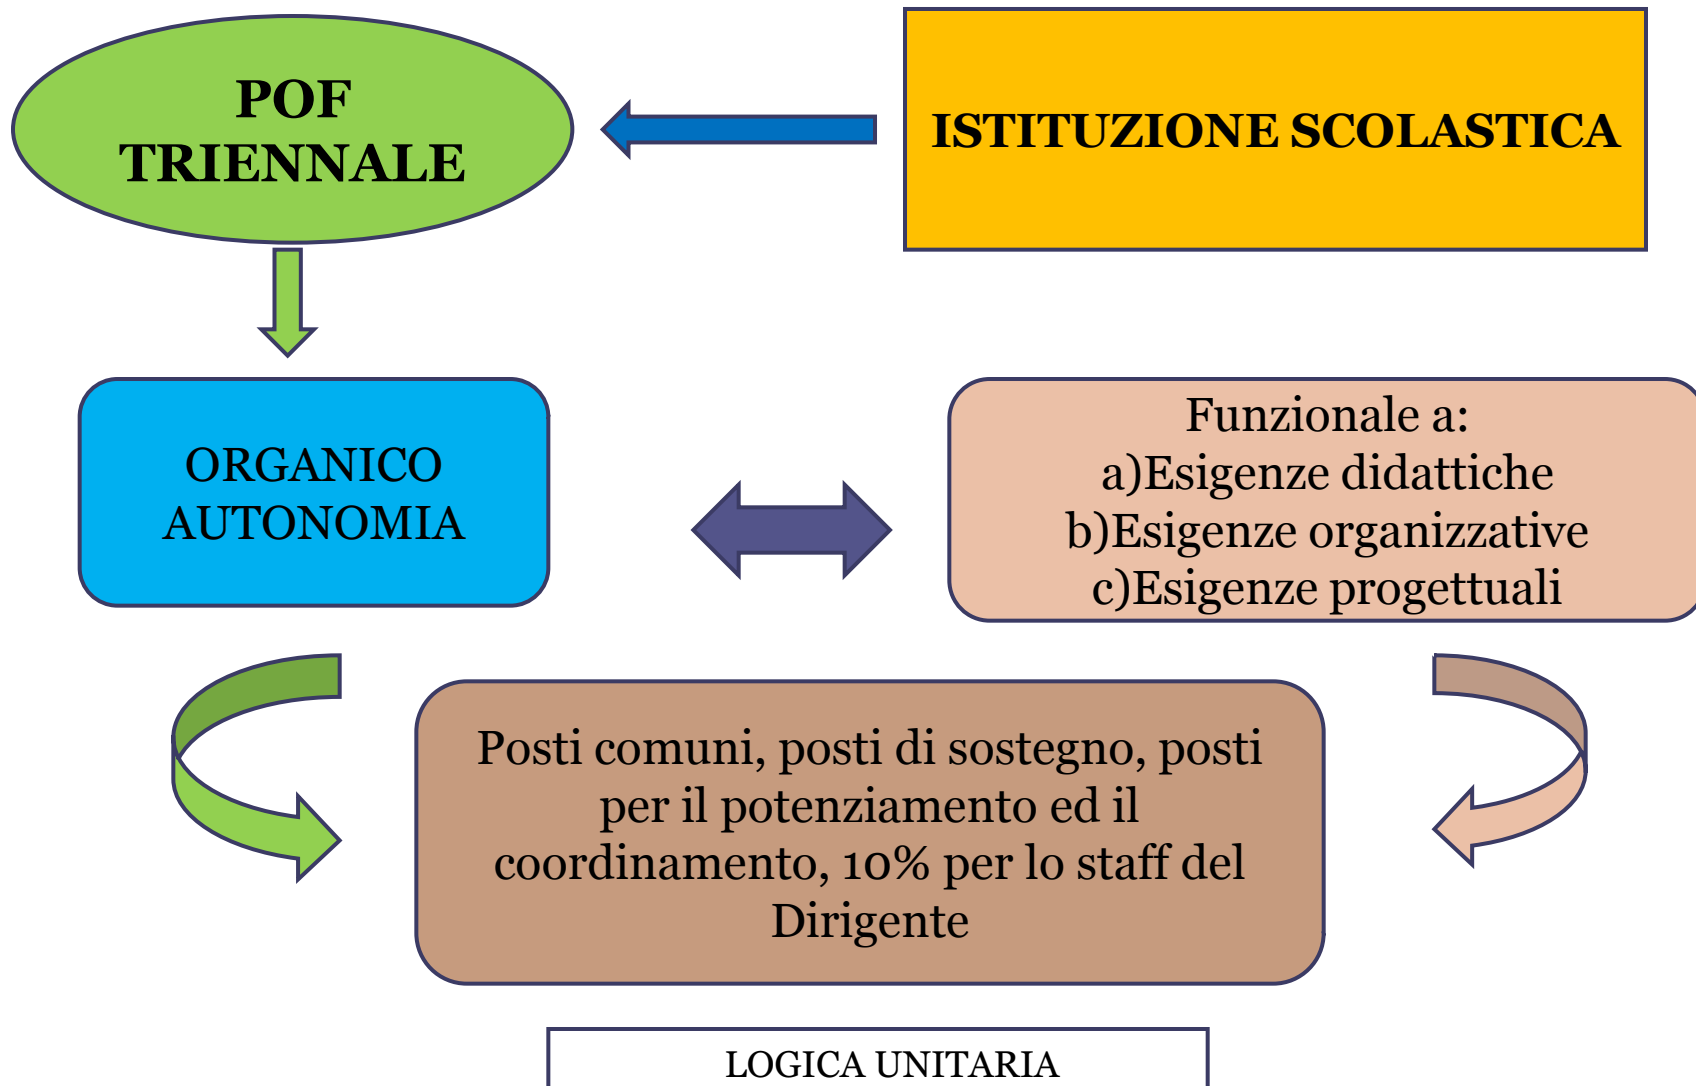 POF
TRIENNALE
ISTITUZIONE SCOLASTICA
ORGANICO
AUTONOMIA
Funzionale a:
a)Esigenze didattiche
b)Esigenze organizzative
c)Esigenze progettuali
Posti comuni, posti di sostegno, posti
per il potenziamento ed il
coordinamento, 10% per lo staff del
Dirigente
LOGICA UNITARIA